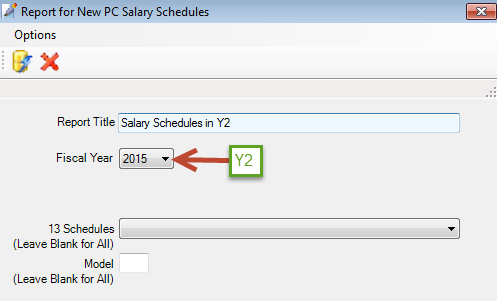 Report for New PC Salary Schedules
Options
Report Title Salary Schedules in Y2
Fiscal Year 2015 Y2
13 Schedules
(Leave Blank for All)
Model
(Leave Blank for All)